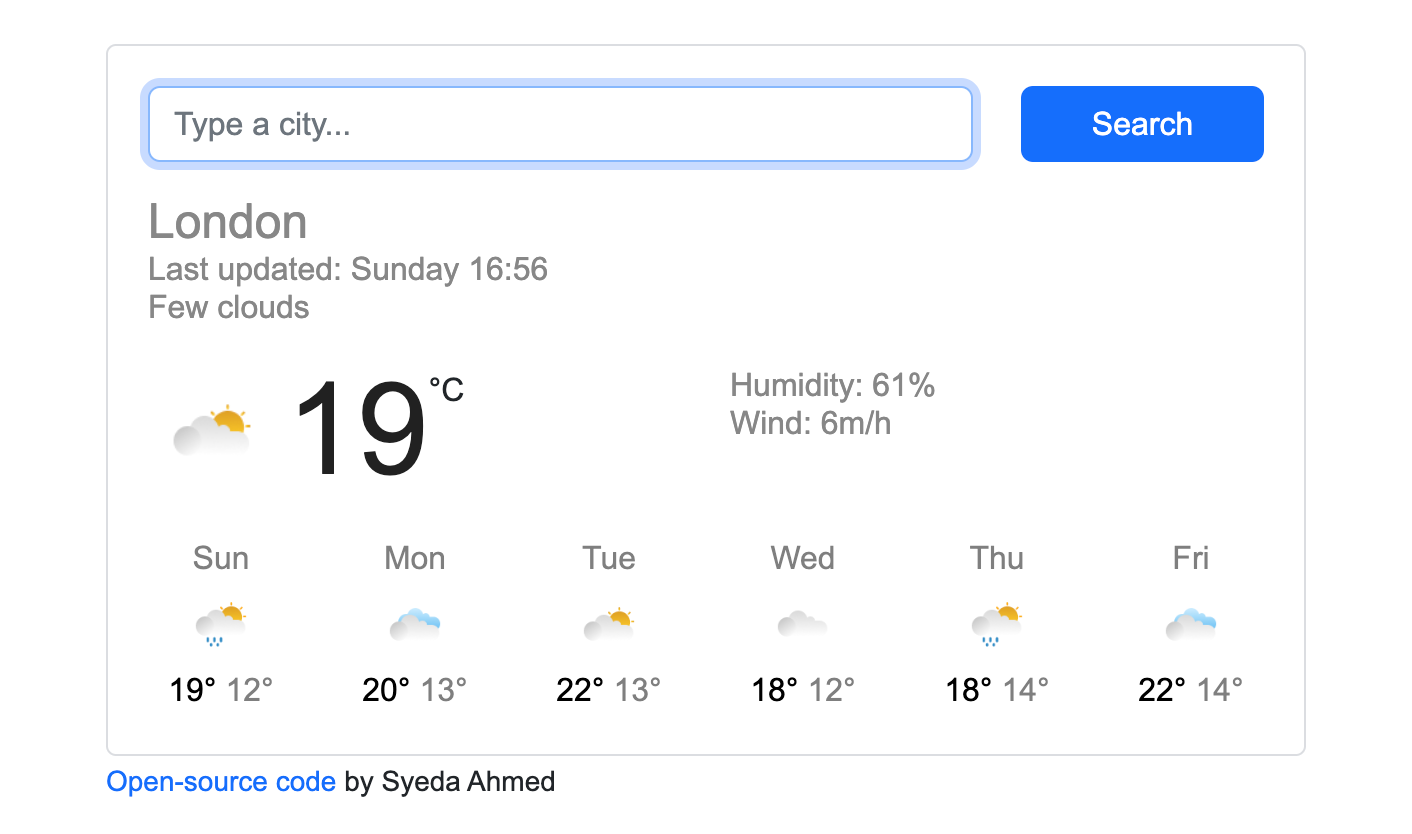 Type a city...
Search
London
Last updated: Sunday 16:56
Few clouds
19 °C
Humidity: 61%
Wind: 6m/h
Sun Mon Tue Wed Thu Fri
19° 12° 20° 13° 22° 13° 18° 12° 18° 14° 22° 14°
Open-source code by Syeda Ahmed